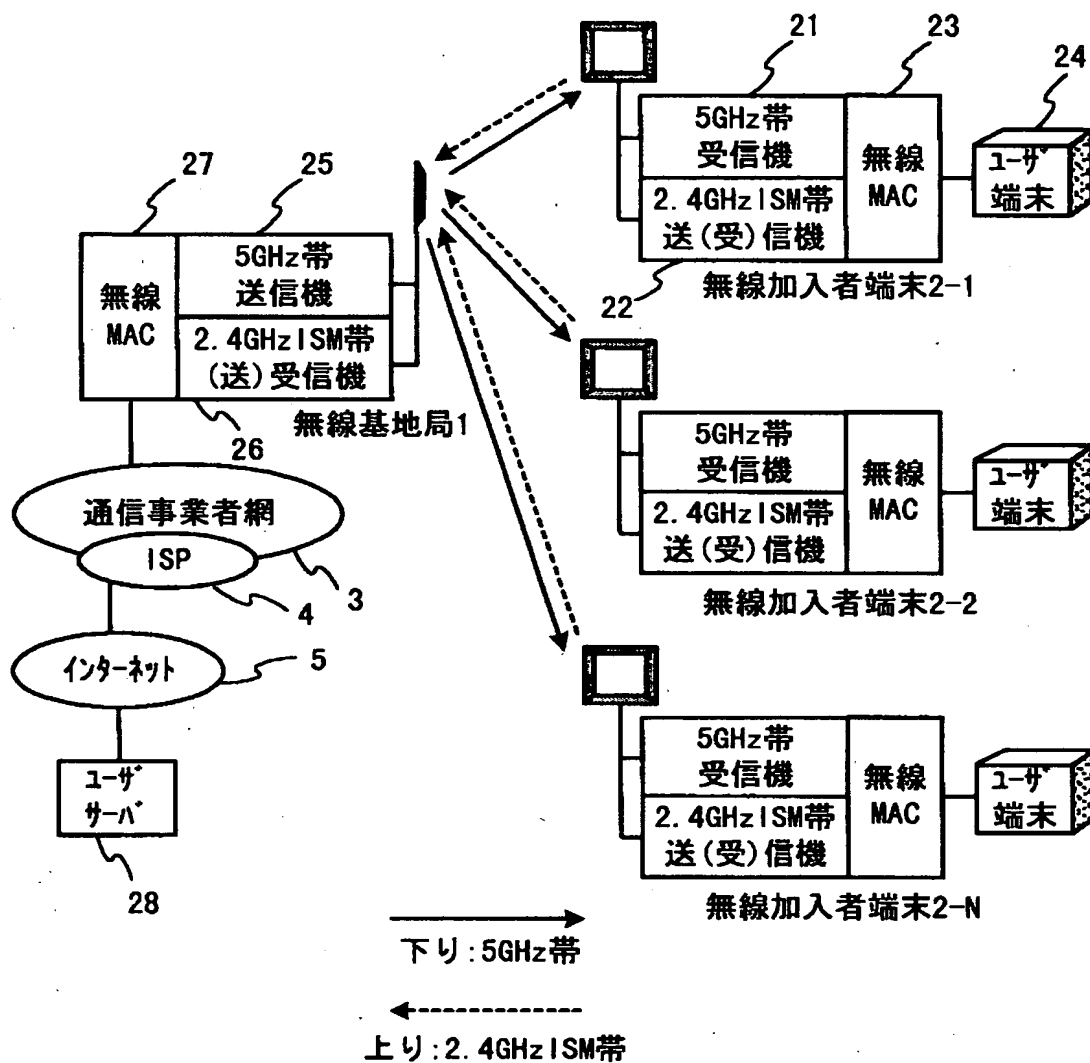 21
23
24
5GHz帯
受信機
2.4GHzISM帯
送(受)信機
無線
MAC
ユーザ
端末
22
無線加入者端末2-1
27
25
無線
MAC
5GHz帯
送信機
2.4GHzISM帯
(送)受信機
26
無線基地局1
通信事業者網
ISP
3
4
インターネット
5
ユーザ
サーバ
28
5GHz帯
受信機
2.4GHzISM帯
送(受)信機
無線
MAC
ユーザ
端末
無線加入者端末2-2
5GHz帯
受信機
2.4GHzISM帯
送(受)信機
無線
MAC
ユーザ
端末
無線加入者端末2-N
下り:5GHz帯
上り:2.4GHzISM帯